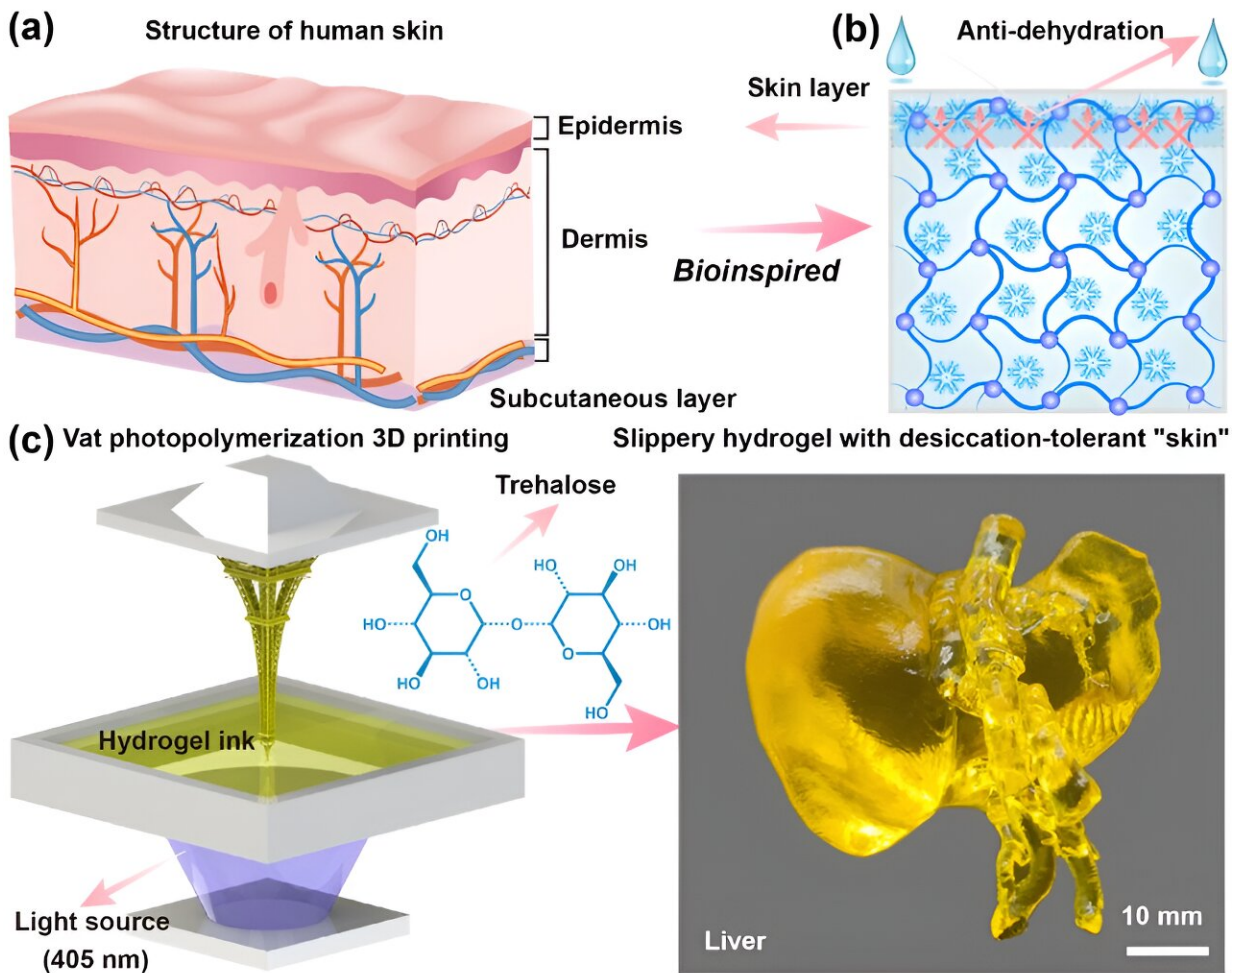 (a)
Structure of human skin
Epidermis
Dermis
Subcutaneous layer
Bioinspired
(b)
Anti-dehydration
Skin layer
Slippery hydrogel with desiccation-tolerant "skin"
(c)
Vat photopolymerization 3D printing
Trehalose
OH
HO
OH
HO
O
O
OH
HO
OH
O
HO
Hydrogel ink
Light source
(405 nm)
Liver
10 mm